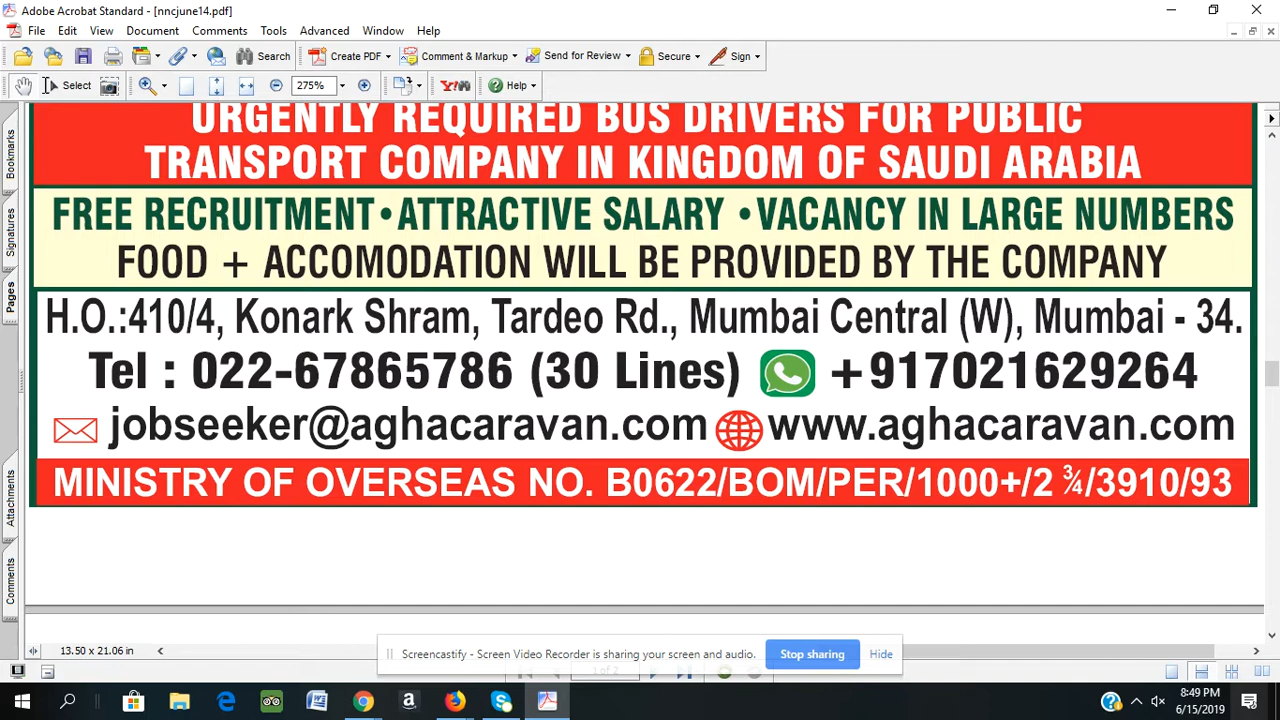 Adobe Acrobat Standard - [nncjune14.pdf]
File Edit View Document Comments Tools Advanced Window Help
Search Create PDF Comment & Markup Send for Review Secure Sign
Select 275% Y! Help
Bookmarks
Signatures
Pages
Attachments
Comments
URGENTLY REQUIRED BUS DRIVERS FOR PUBLIC
TRANSPORT COMPANY IN KINGDOM OF SAUDI ARABIA
FREE RECRUITMENT • ATTRACTIVE SALARY • VACANCY IN LARGE NUMBERS
FOOD + ACCOMODATION WILL BE PROVIDED BY THE COMPANY
H.O.:410/4, Konark Shram, Tardeo Rd., Mumbai Central (W), Mumbai - 34.
Tel : 022-67865786 (30 Lines) +917021629264
jobseeker@aghacaravan.com www.aghacaravan.com
MINISTRY OF OVERSEAS NO. B0622/BOM/PER/1000+/2 ¾/3910/93
13.50 x 21.06 in
Screencastify - Screen Video Recorder is sharing your screen and audio. Stop sharing Hide
1 of 2
8:49 PM
6/15/2019